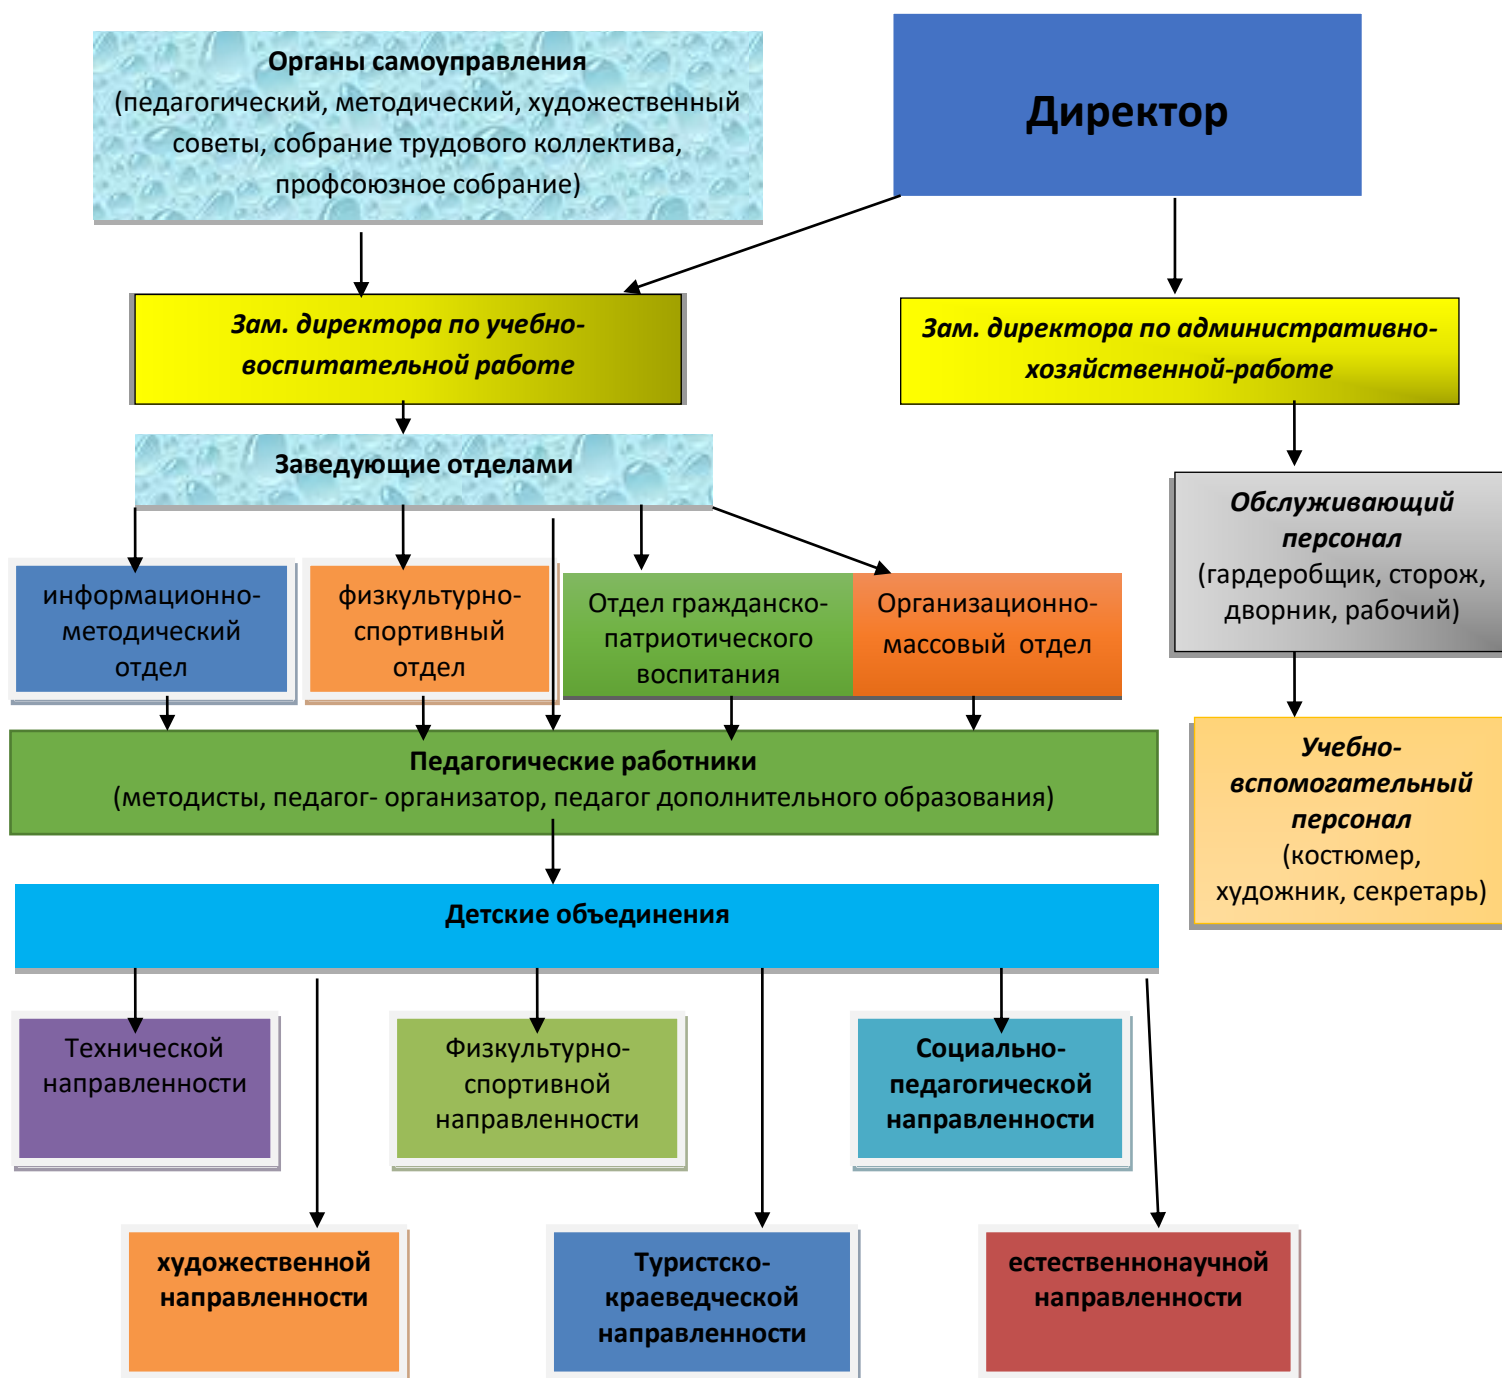 Органы самоуправления
(педагогический, методический, художественный
советы, собрание трудового коллектива,
профсоюзное собрание)
Директор
Зам. директора по учебно-
воспитательной работе
Зам. директора по административно-
хозяйственной-работе
Заведующие отделами
Обслуживающий
персонал
(гардеробщик, сторож,
дворник, рабочий)
информационно-
методический
отдел
физкультурно-
спортивный
отдел
Отдел гражданско-
патриотического
воспитания
Организационно-
массовый отдел
Педагогические работники
(методисты, педагог- организатор, педагог дополнительного образования)
Учебно-
вспомогательный
персонал
(костюмер,
художник, секретарь)
Детские объединения
Технической
направленности
Физкультурно-
спортивной
направленности
Социально-
педагогической
направленности
художественной
направленности
Туристско-
краеведческой
направленности
естественнонаучной
направленности